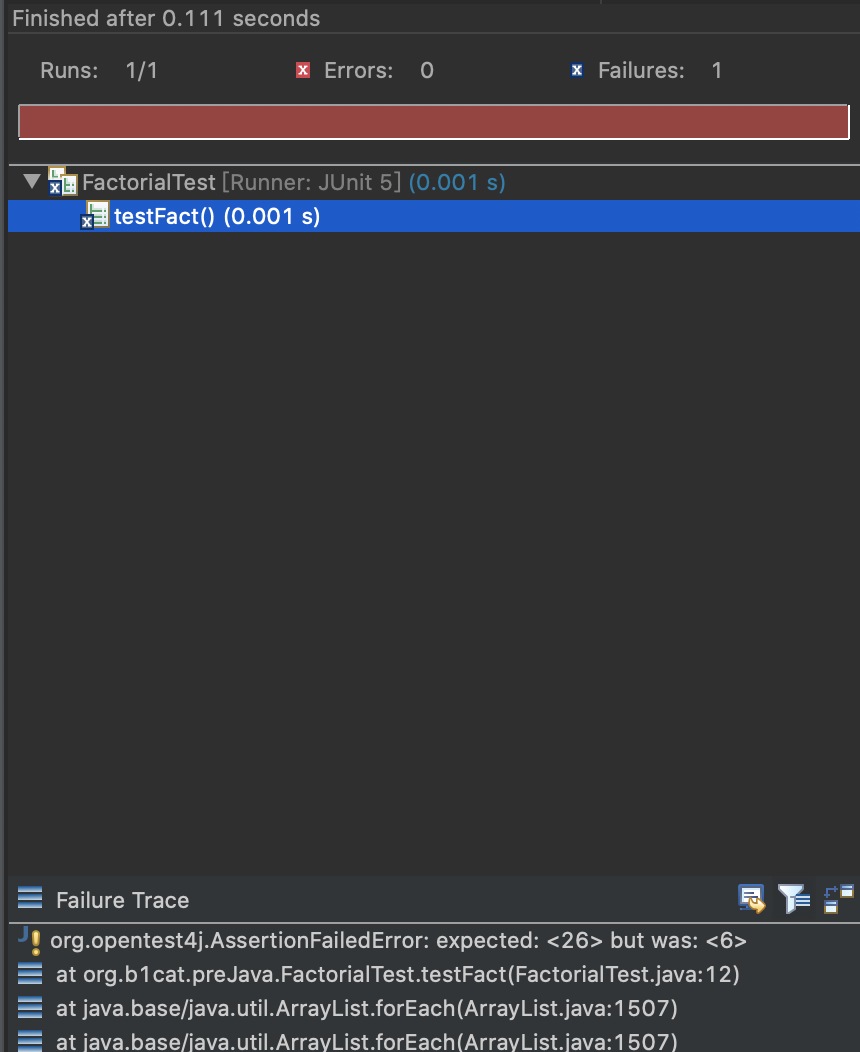 Finished after 0.111 seconds
Runs: 1/1 Errors: 0 Failures: 1
FactorialTest [Runner: JUnit 5] (0.001 s)
testFact() (0.001 s)
Failure Trace
org.opentest4j.AssertionFailedError: expected: <26> but was: <6>
at org.b1cat.preJava.FactorialTest.testFact(FactorialTest.java:12)
at java.base/java.util.ArrayList.forEach(ArrayList.java:1507)
at java.base/java.util.ArrayList.forEach(ArrayList.java:1507)